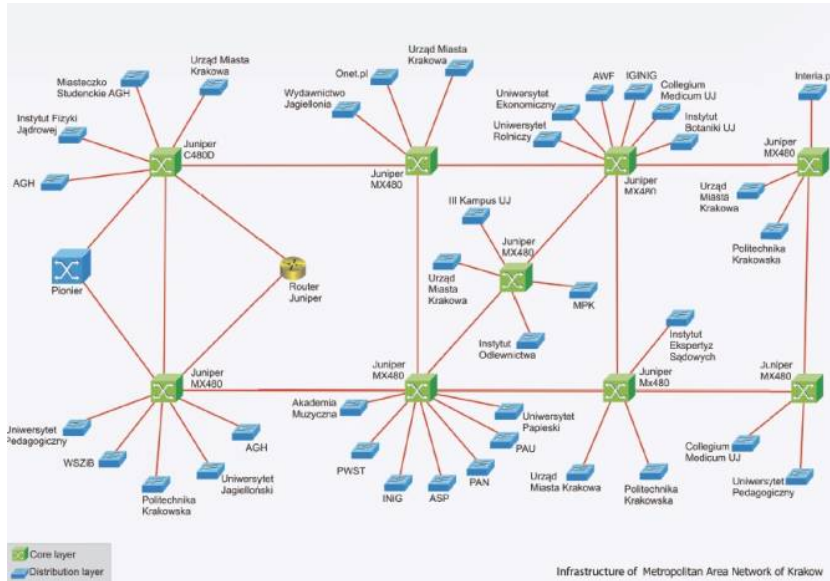 Urząd Miasta
Krakowa
Miasteczko
Studenckie AGH
Instytut Fizyki
Jądrowej
AGH
Juniper
C480D
Onet.pl
Urząd Miasta
Krakowa
Wydawnictwo
Jagiellonia
Juniper
MX480
AWF
IGINIG
Collegium
Medicum UJ
Uniwersytet
Ekonomiczny
Instytut
Botaniki UJ
Uniwersytet
Rolniczy
Juniper
MX480
Interia.p
Juniper
MX480
Urząd
Miasta
Krakowa
Politechnika
Krakowska
III Kampus UJ
Juniper
MX480
Urząd
Miasta
Krakowa
MPK
Instytut
Odlewnictwa
Pionier
Router
Juniper
Juniper
MX480
Uniwersytet
Pedagogiczny
WSZiB
Politechnika
Krakowska
Uniwersytet
Jagielloński
AGH
Juniper
MX480
Akademia
Muzyczna
PWST
INIG
ASP
PAN
PAU
Uniwersytet
Papieski
Instytut
Ekspertyz
Sądowych
Juniper
Mx480
Urząd
Miasta Krakowa
Politechnika
Krakowska
Juniper
MX480
Collegium
Medicum UJ
Uniwersytet
Pedagogiczny
Core layer
Distribution layer
Infrastructure of Metropolitan Area Network of Krakow